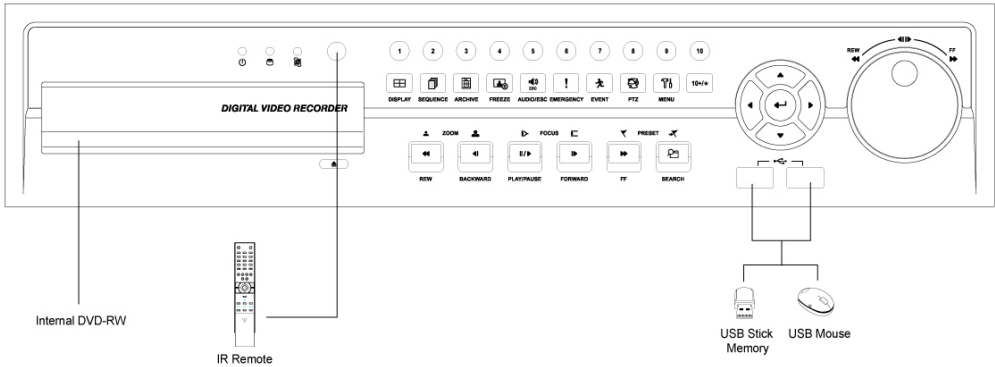 REW FF
1 2 3 4 5 6 7 8 9 10
ESC
10+/*
DISPLAY SEQUENCE ARCHIVE FREEZE AUDIO/ESC EMERGENCY EVENT PTZ MENU
DIGITAL VIDEO RECORDER
ZOOM FOCUS PRESET
REW BACKWARD PLAY/PAUSE FORWARD FF SEARCH
Internal DVD-RW
IR Remote
USB Stick
Memory
USB Mouse